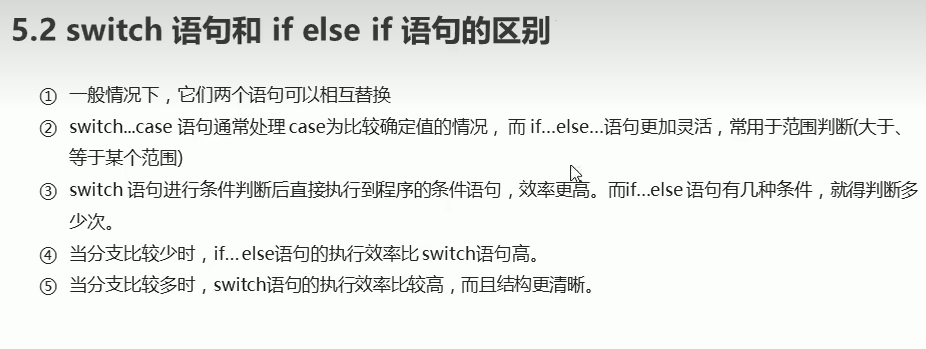 5.2 switch 语句和 if else if 语句的区别
① 一般情况下，它们两个语句可以相互替换
② switch...case 语句通常处理 case为比较确定值的情况， 而 if...else...语句更加灵活，常用于范围判断(大于、
等于某个范围)
③ switch 语句进行条件判断后直接执行到程序的条件语句，效率更高。而if...else 语句有几种条件，就得判断多
少次。
④ 当分支比较少时，if... else语句的执行效率比 switch语句高。
⑤ 当分支比较多时，switch语句的执行效率比较高，而且结构更清晰。